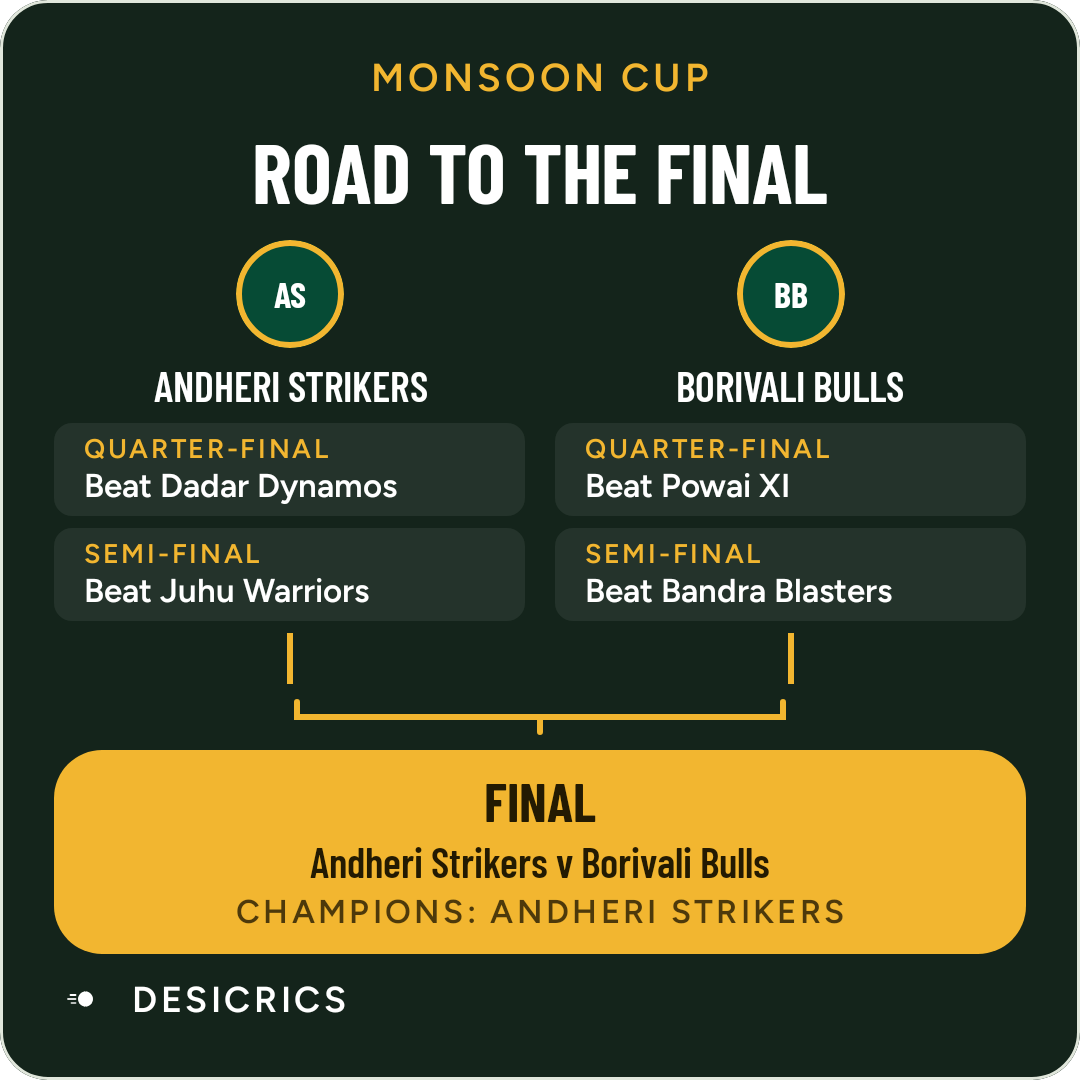 MONSOON CUP
ROAD TO THE FINAL
AS
ANDHERI STRIKERS
QUARTER-FINAL
Beat Dadar Dynamos
SEMI-FINAL
Beat Juhu Warriors
BB
BORIVALI BULLS
QUARTER-FINAL
Beat Powai XI
SEMI-FINAL
Beat Bandra Blasters
FINAL
Andheri Strikers v Borivali Bulls
CHAMPIONS: ANDHERI STRIKERS
DESICRICS